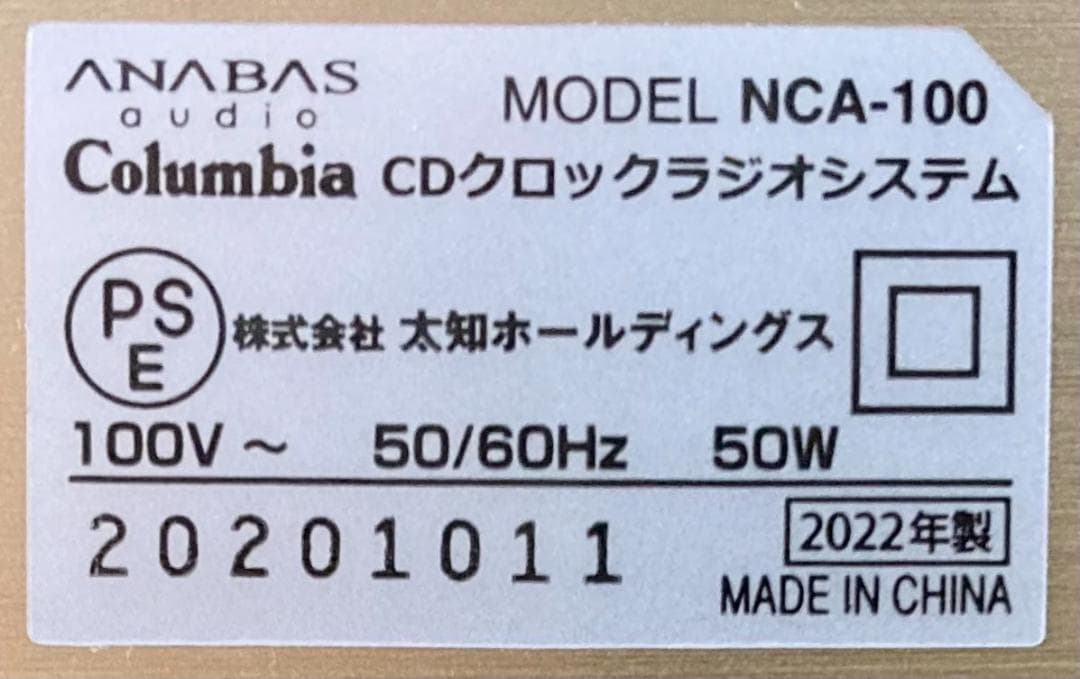 ANABAS
audio
MODEL NCA-100
Columbia CDクロックラジオシステム
PS
E
株式会社 太知ホールディングス
100V～ 50/60Hz 50W
20201011
2022年製
MADE IN CHINA